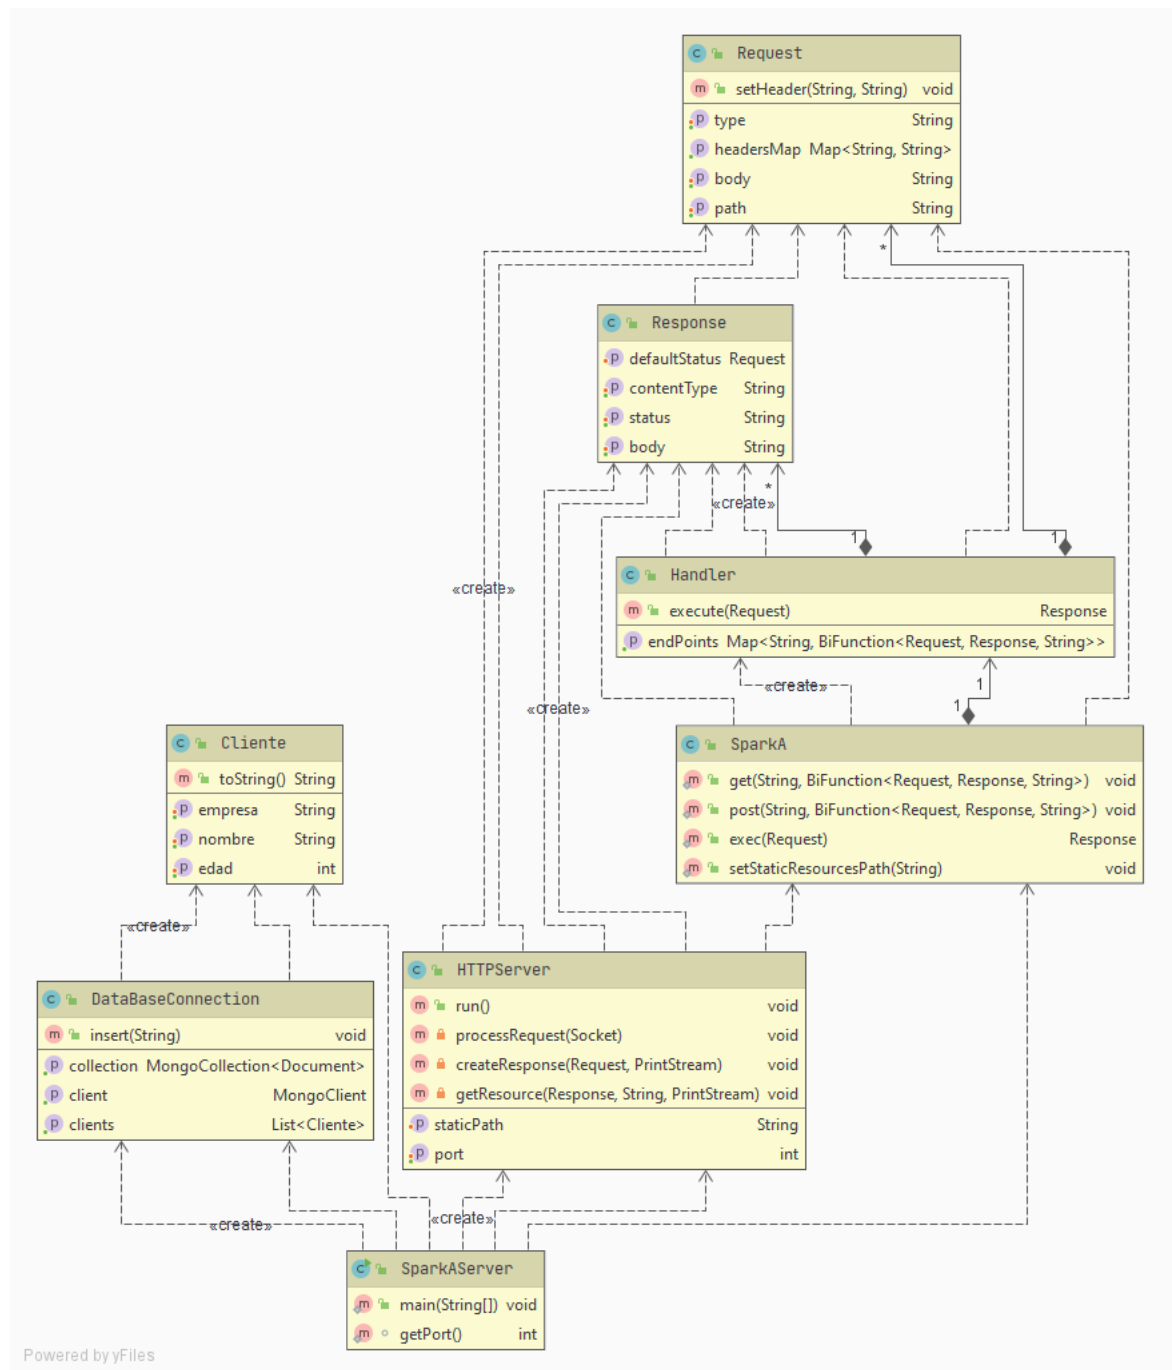 Request
setHeader(String, String) void
type String
headersMap Map<String, String>
body String
path String
*
Response
defaultStatus Request
contentType String
status String
body String
*
«create»
1
1
«create»
Handler
execute(Request) Response
endPoints Map<String, BiFunction<Request, Response, String>>
«create»
1
1
«create»
SparkA
get(String, BiFunction<Request, Response, String>) void
post(String, BiFunction<Request, Response, String>) void
exec(Request) Response
setStaticResourcesPath(String) void
Cliente
toString() String
empresa String
nombre String
edad int
«create»
DataBaseConnection
insert(String) void
collection MongoCollection<Document>
client MongoClient
clients List<Cliente>
HTTPServer
run() void
processRequest(Socket) void
createResponse(Request, PrintStream) void
getResource(Response, String, PrintStream) void
staticPath String
port int
«create»
«create»
SparkAServer
main(String[]) void
getPort() int
Powered by yFiles